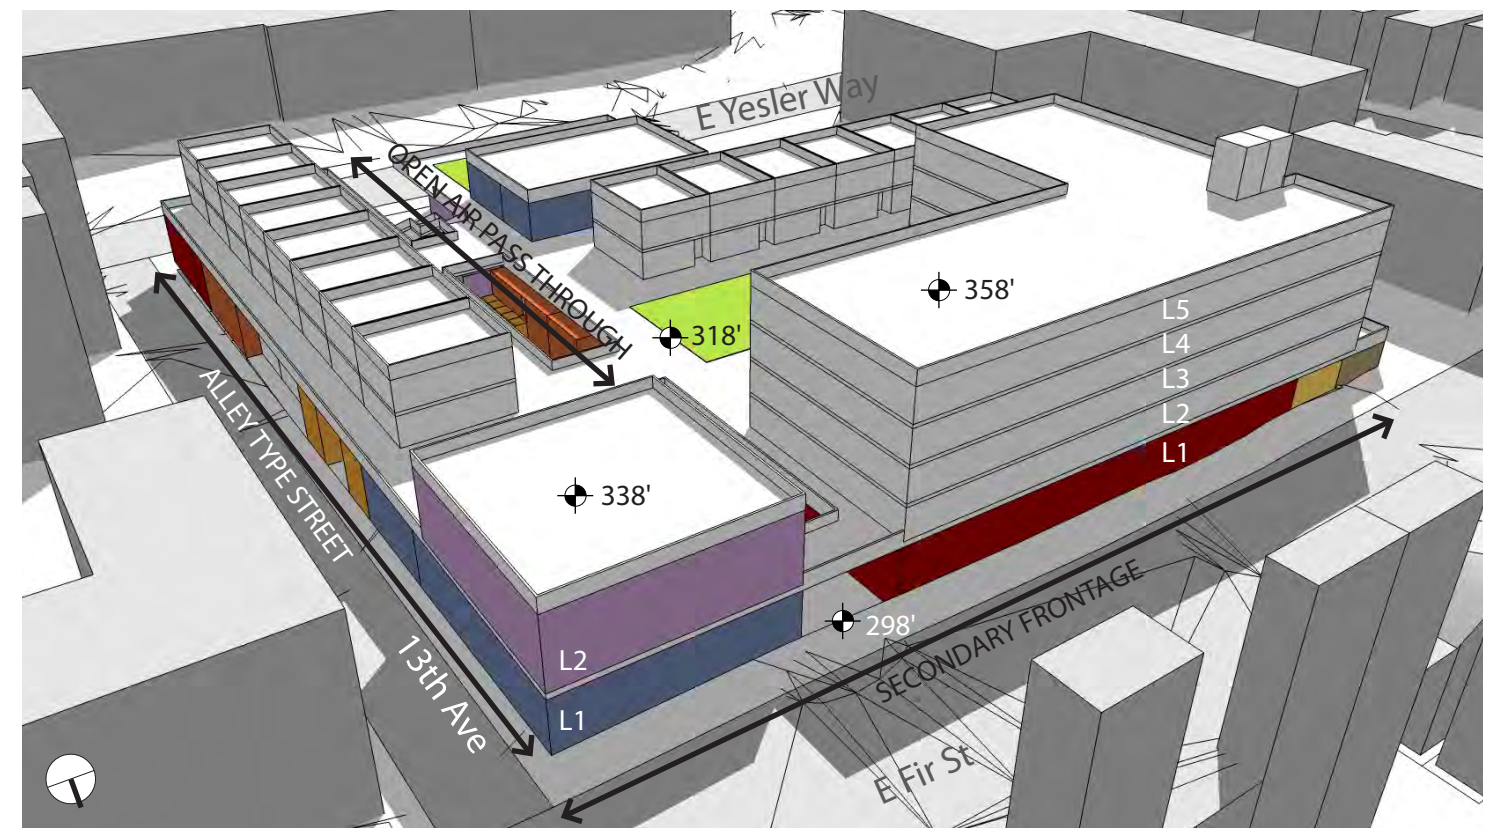 E Yesler Way
OPEN AIR PASS THROUGH
358'
L5
318'
L4
L3
ALLEY TYPE STREET
L2
L1
338'
298'
SECONDARY FRONTAGE
L2
13th Ave
L1
E Fir St